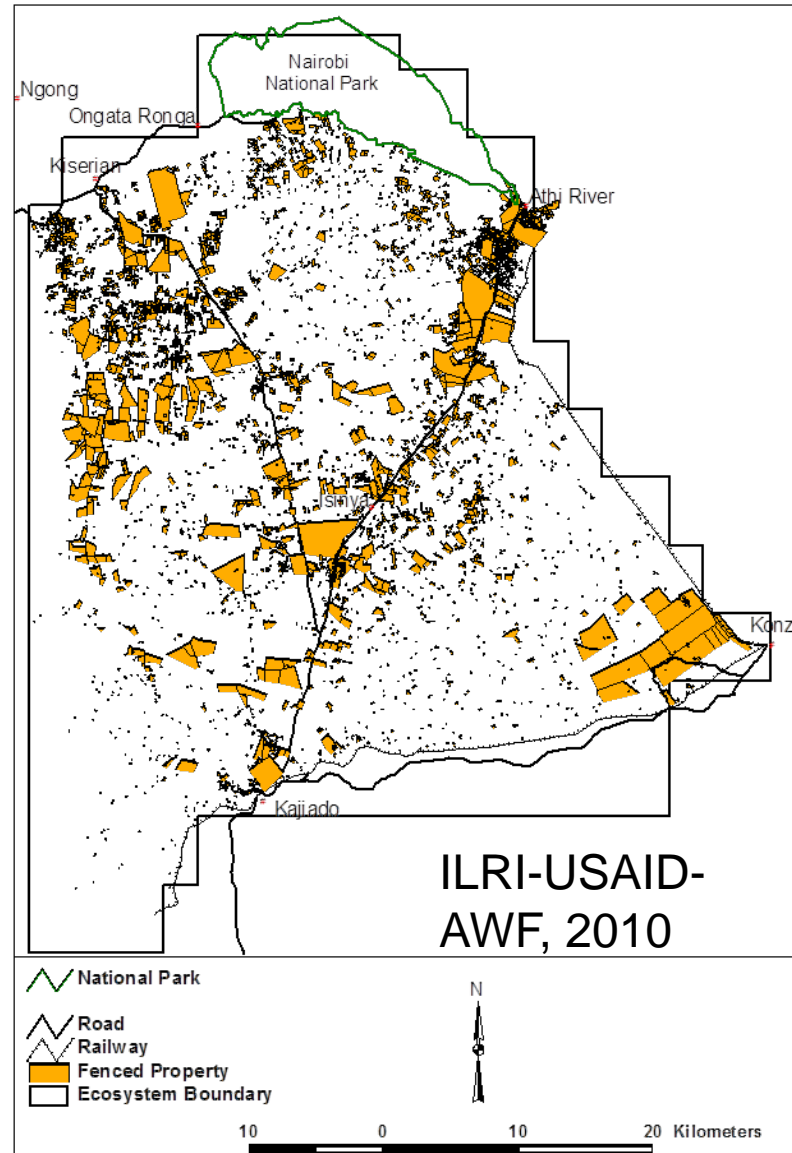 Nairobi
National Park
Ngong
Ongata Ronga
Kiserian
Athi River
Isinya
Konz
Kajiado
ILRI-USAID-
AWF, 2010
National Park
Road
Railway
Fenced Property
Ecosystem Boundary
N
10 0 10 20 Kilometers